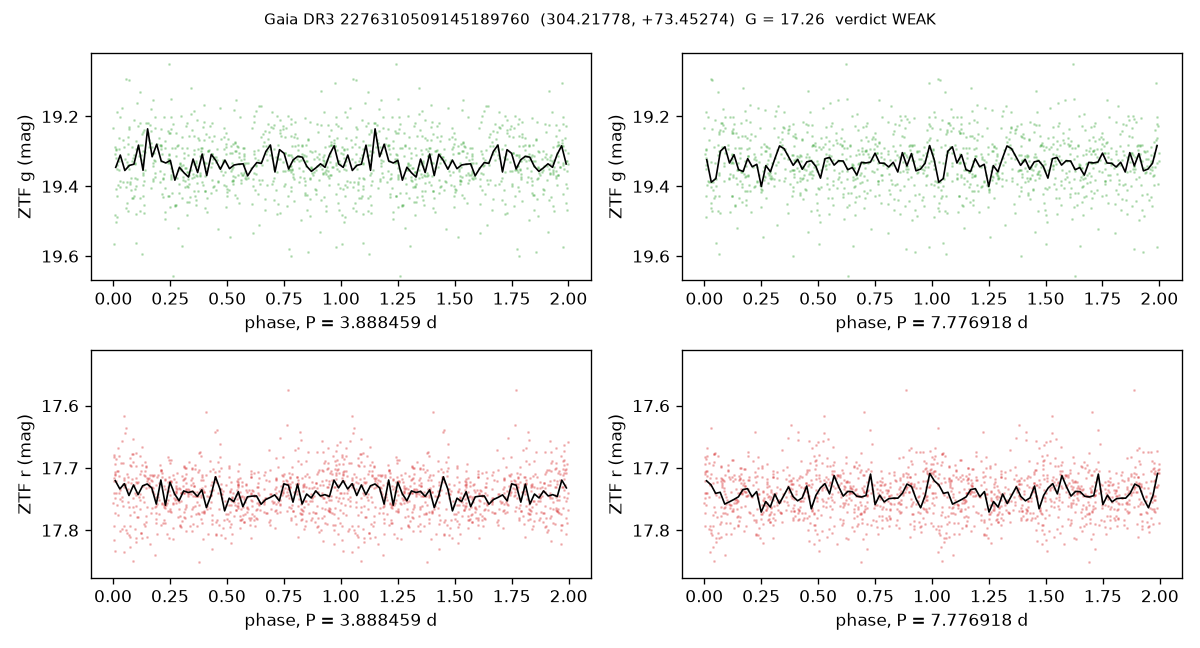 Gaia DR3 2276310509145189760 (304.21778, +73.45274) G = 17.26 verdict WEAK
ZTF g (mag)
19.2
19.4
19.6
0.00 0.25 0.50 0.75 1.00 1.25 1.50 1.75 2.00
phase, P = 3.888459 d
ZTF g (mag)
19.2
19.4
19.6
0.00 0.25 0.50 0.75 1.00 1.25 1.50 1.75 2.00
phase, P = 7.776918 d
ZTF r (mag)
17.6
17.7
17.8
0.00 0.25 0.50 0.75 1.00 1.25 1.50 1.75 2.00
phase, P = 3.888459 d
ZTF r (mag)
17.6
17.7
17.8
0.00 0.25 0.50 0.75 1.00 1.25 1.50 1.75 2.00
phase, P = 7.776918 d